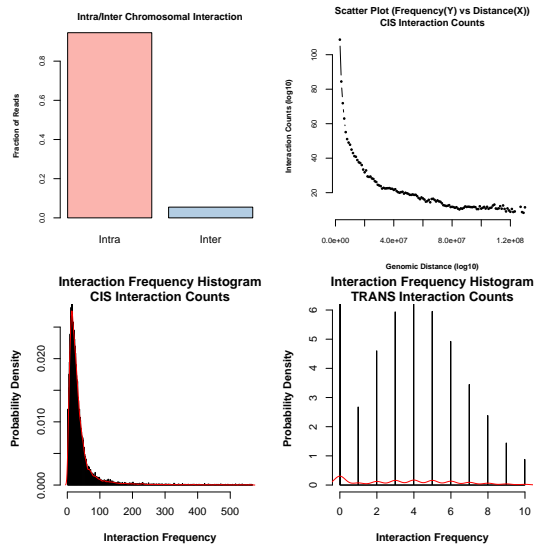 Intra/Inter Chromosomal Interaction
Fraction of Reads
0.0
0.2
0.4
0.6
0.8
Intra
Inter
Scatter Plot (Frequency(Y) vs Distance(X))
CIS Interaction Counts
Interaction Counts (log10)
20
40
60
80
100
0.0e+00
4.0e+07
8.0e+07
1.2e+08
Genomic Distance (log10)
Interaction Frequency Histogram
CIS Interaction Counts
Probability Density
0.000
0.010
0.020
0
100
200
300
400
500
Interaction Frequency
Interaction Frequency Histogram
TRANS Interaction Counts
Probability Density
0
1
2
3
4
5
6
0
2
4
6
8
10
Interaction Frequency